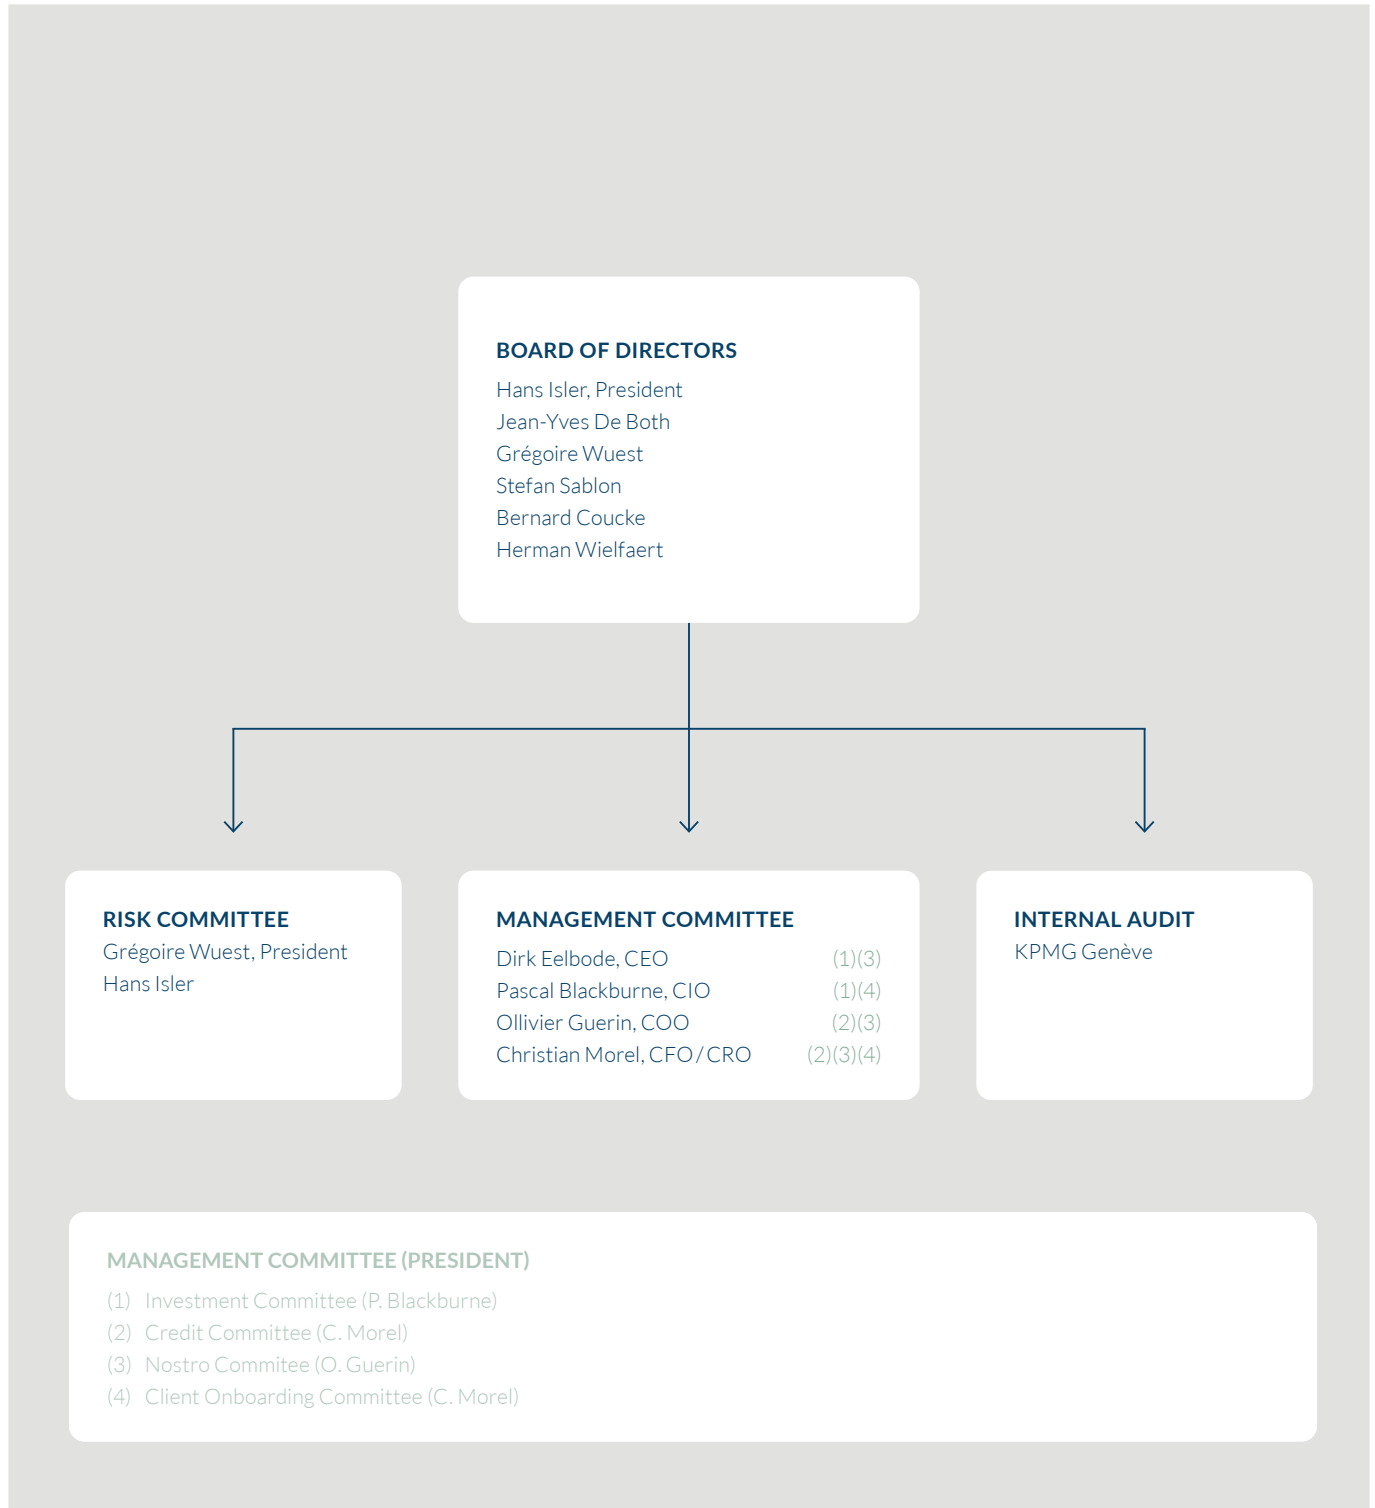 BOARD OF DIRECTORS
Hans Isler, President
Jean-Yves De Both
Grégoire Wuest
Stefan Sablon
Bernard Coucke
Herman Wielfaert
RISK COMMITTEE
Grégoire Wuest, President
Hans Isler
MANAGEMENT COMMITTEE
Dirk Eelbode, CEO (1)(3)
Pascal Blackburne, CIO (1)(4)
Ollivier Guerin, COO (2)(3)
Christian Morel, CFO / CRO (2)(3)(4)
INTERNAL AUDIT
KPMG Genève
MANAGEMENT COMMITTEE (PRESIDENT)
(1) Investment Committee (P. Blackburne)
(2) Credit Committee (C. Morel)
(3) Nostro Commitee (O. Guerin)
(4) Client Onboarding Committee (C. Morel)